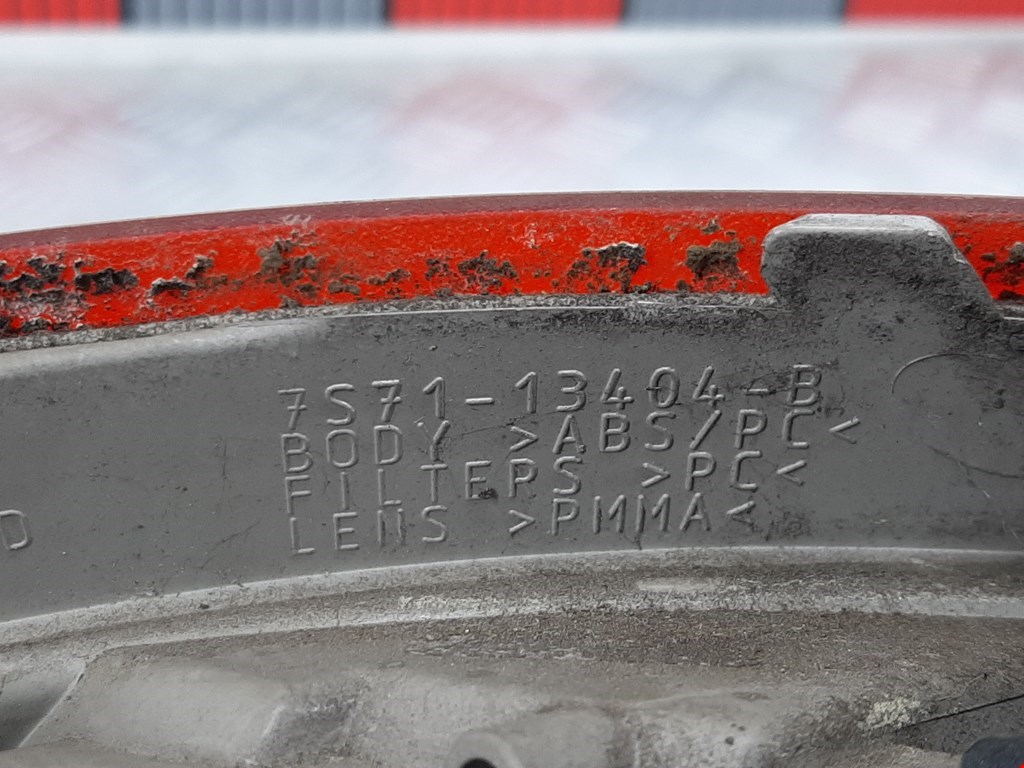 7S71-13404-B
BODY >ABS/PC<
FILTERS >PC<
LENS >PMMA<
D